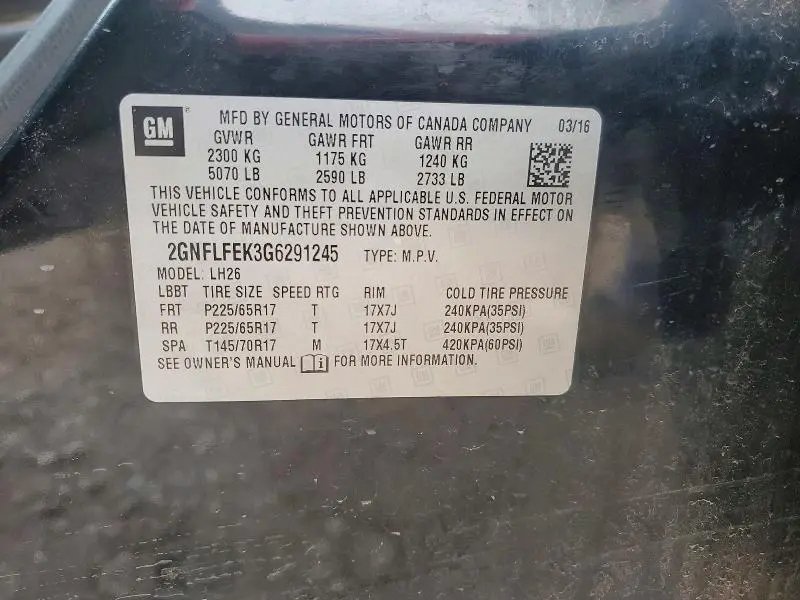 GM ® MFD BY GENERAL MOTORS OF CANADA COMPANY 03/16
GVWR GAWR FRT GAWR RR
2300 KG 1175 KG 1240 KG
5070 LB 2590 LB 2733 LB
THIS VEHICLE CONFORMS TO ALL APPLICABLE U.S. FEDERAL MOTOR
VEHICLE SAFETY AND THEFT PREVENTION STANDARDS IN EFFECT ON
THE DATE OF MANUFACTURE SHOWN ABOVE.
2GNFLFEK3G6291245 TYPE: M.P.V.
MODEL: LH26
LBBT TIRE SIZE SPEED RTG RIM COLD TIRE PRESSURE
FRT P225/65R17 T 17X7J 240KPA(35PSI)
RR P225/65R17 T 17X7J 240KPA(35PSI)
SPA T145/70R17 M 17X4.5T 420KPA(60PSI)
SEE OWNER'S MANUAL i FOR MORE INFORMATION.